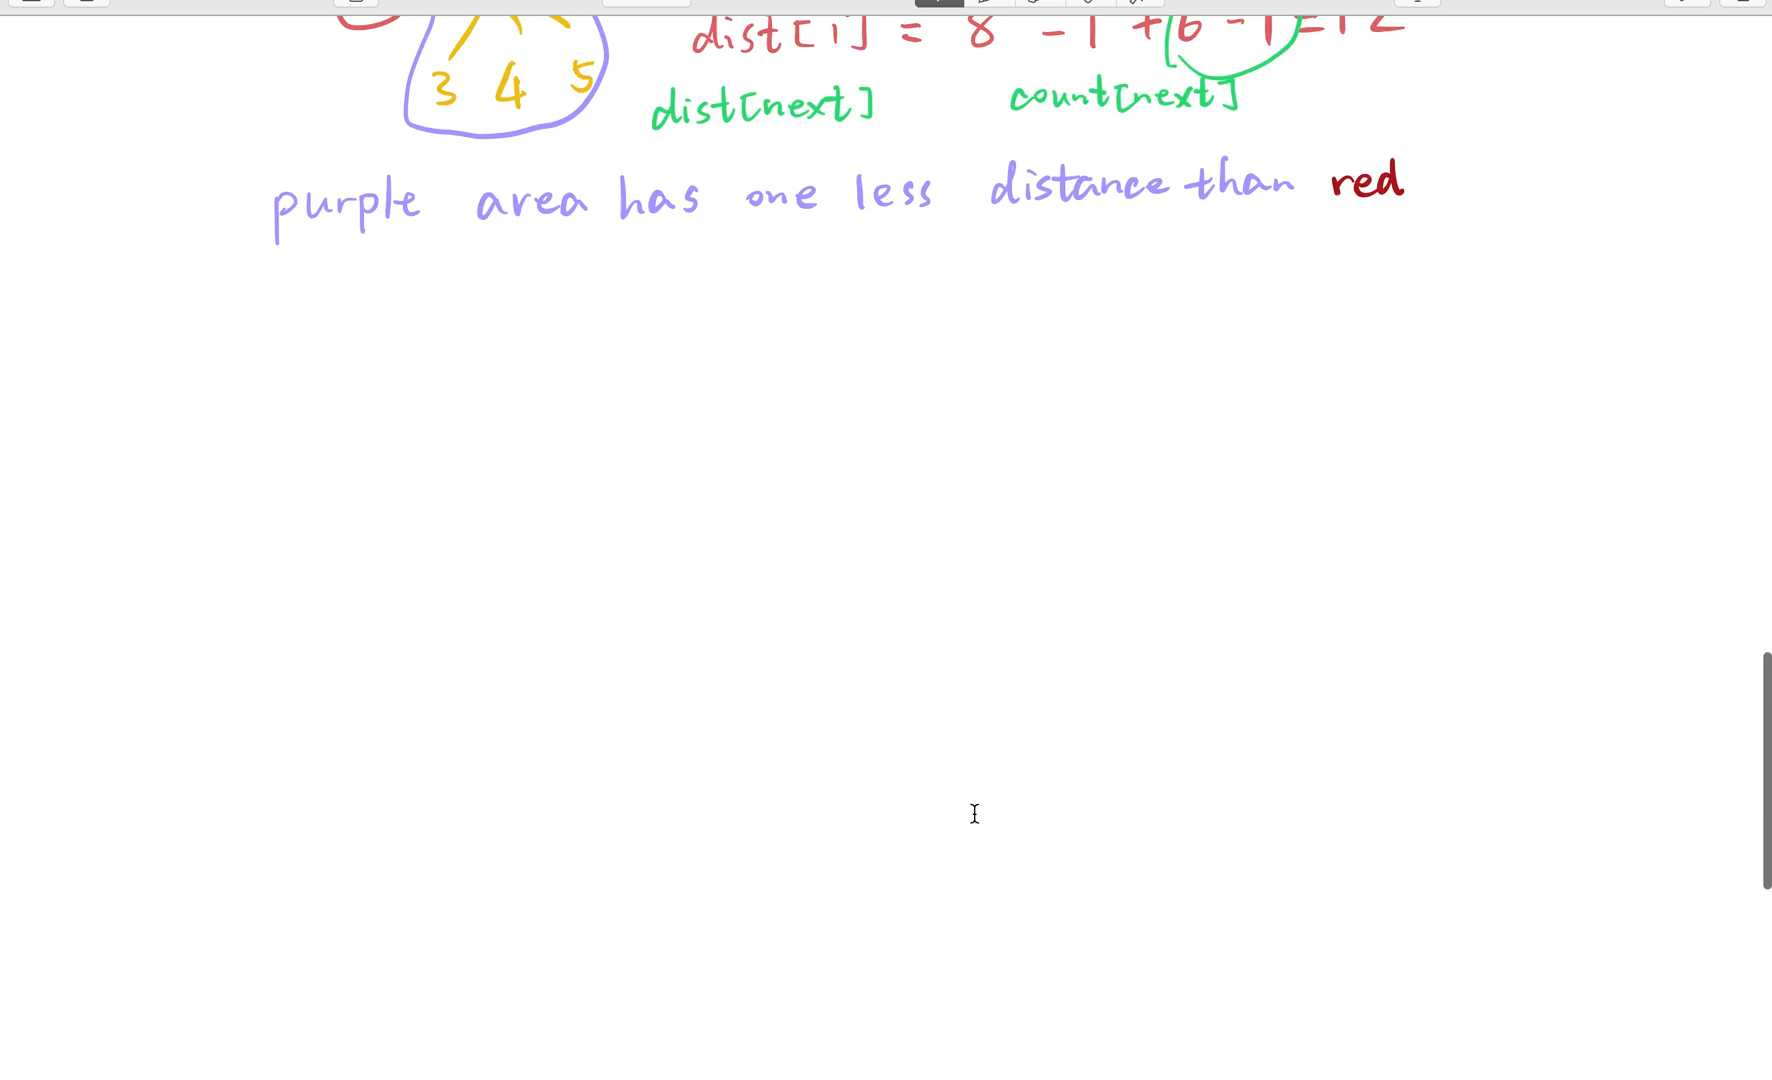 dist[1] = 8 - 1 + 6 - 1 = 12
3 4 5
dist[next] count[next]
purple area has one less distance than red